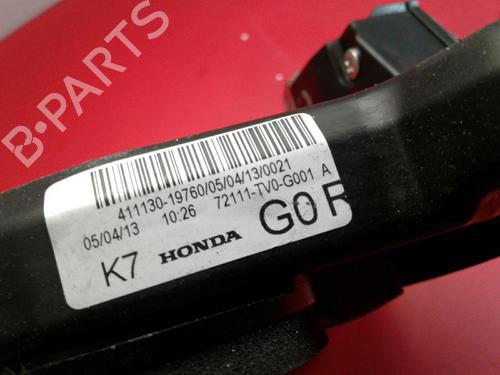 B-PARTS
411130-19760/05/04/13/0021
05/04/13 10:26 72111-TV0-G001 A
K7 HONDA G0 R